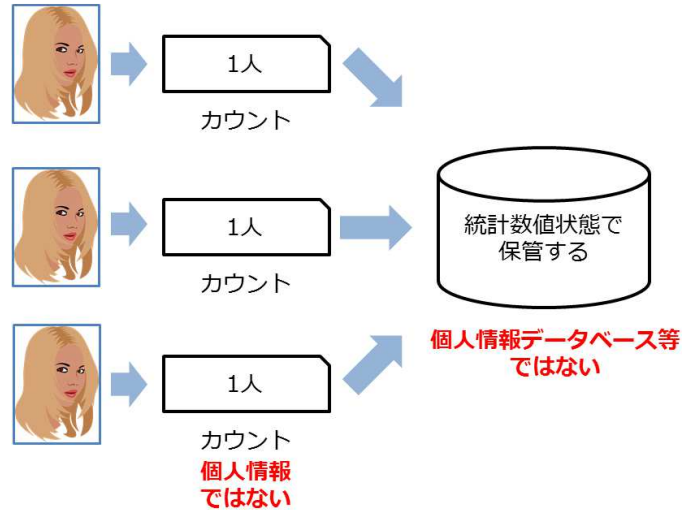 1人
カウント
1人
カウント
1人
カウント
個人情報
ではない
統計数値状態で
保管する
個人情報データベース等
ではない